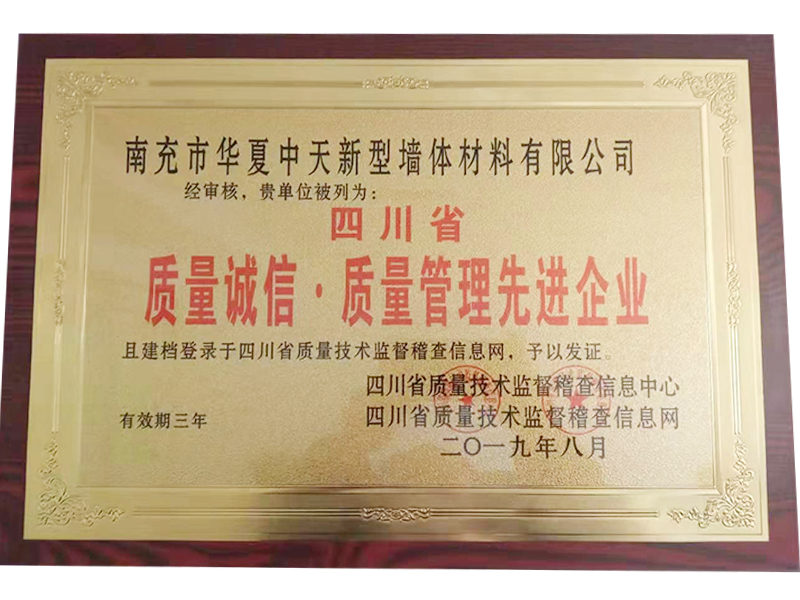 南充市华夏中天新型墙体材料有限公司
经审核，贵单位被列为：
四川省
质量诚信·质量管理先进企业
且建档登录于四川省质量技术监督稽查信息网，予以发证。
四川省质量技术监督稽查信息中心
有效期三年
四川省质量技术监督稽查信息网
二〇一九年八月